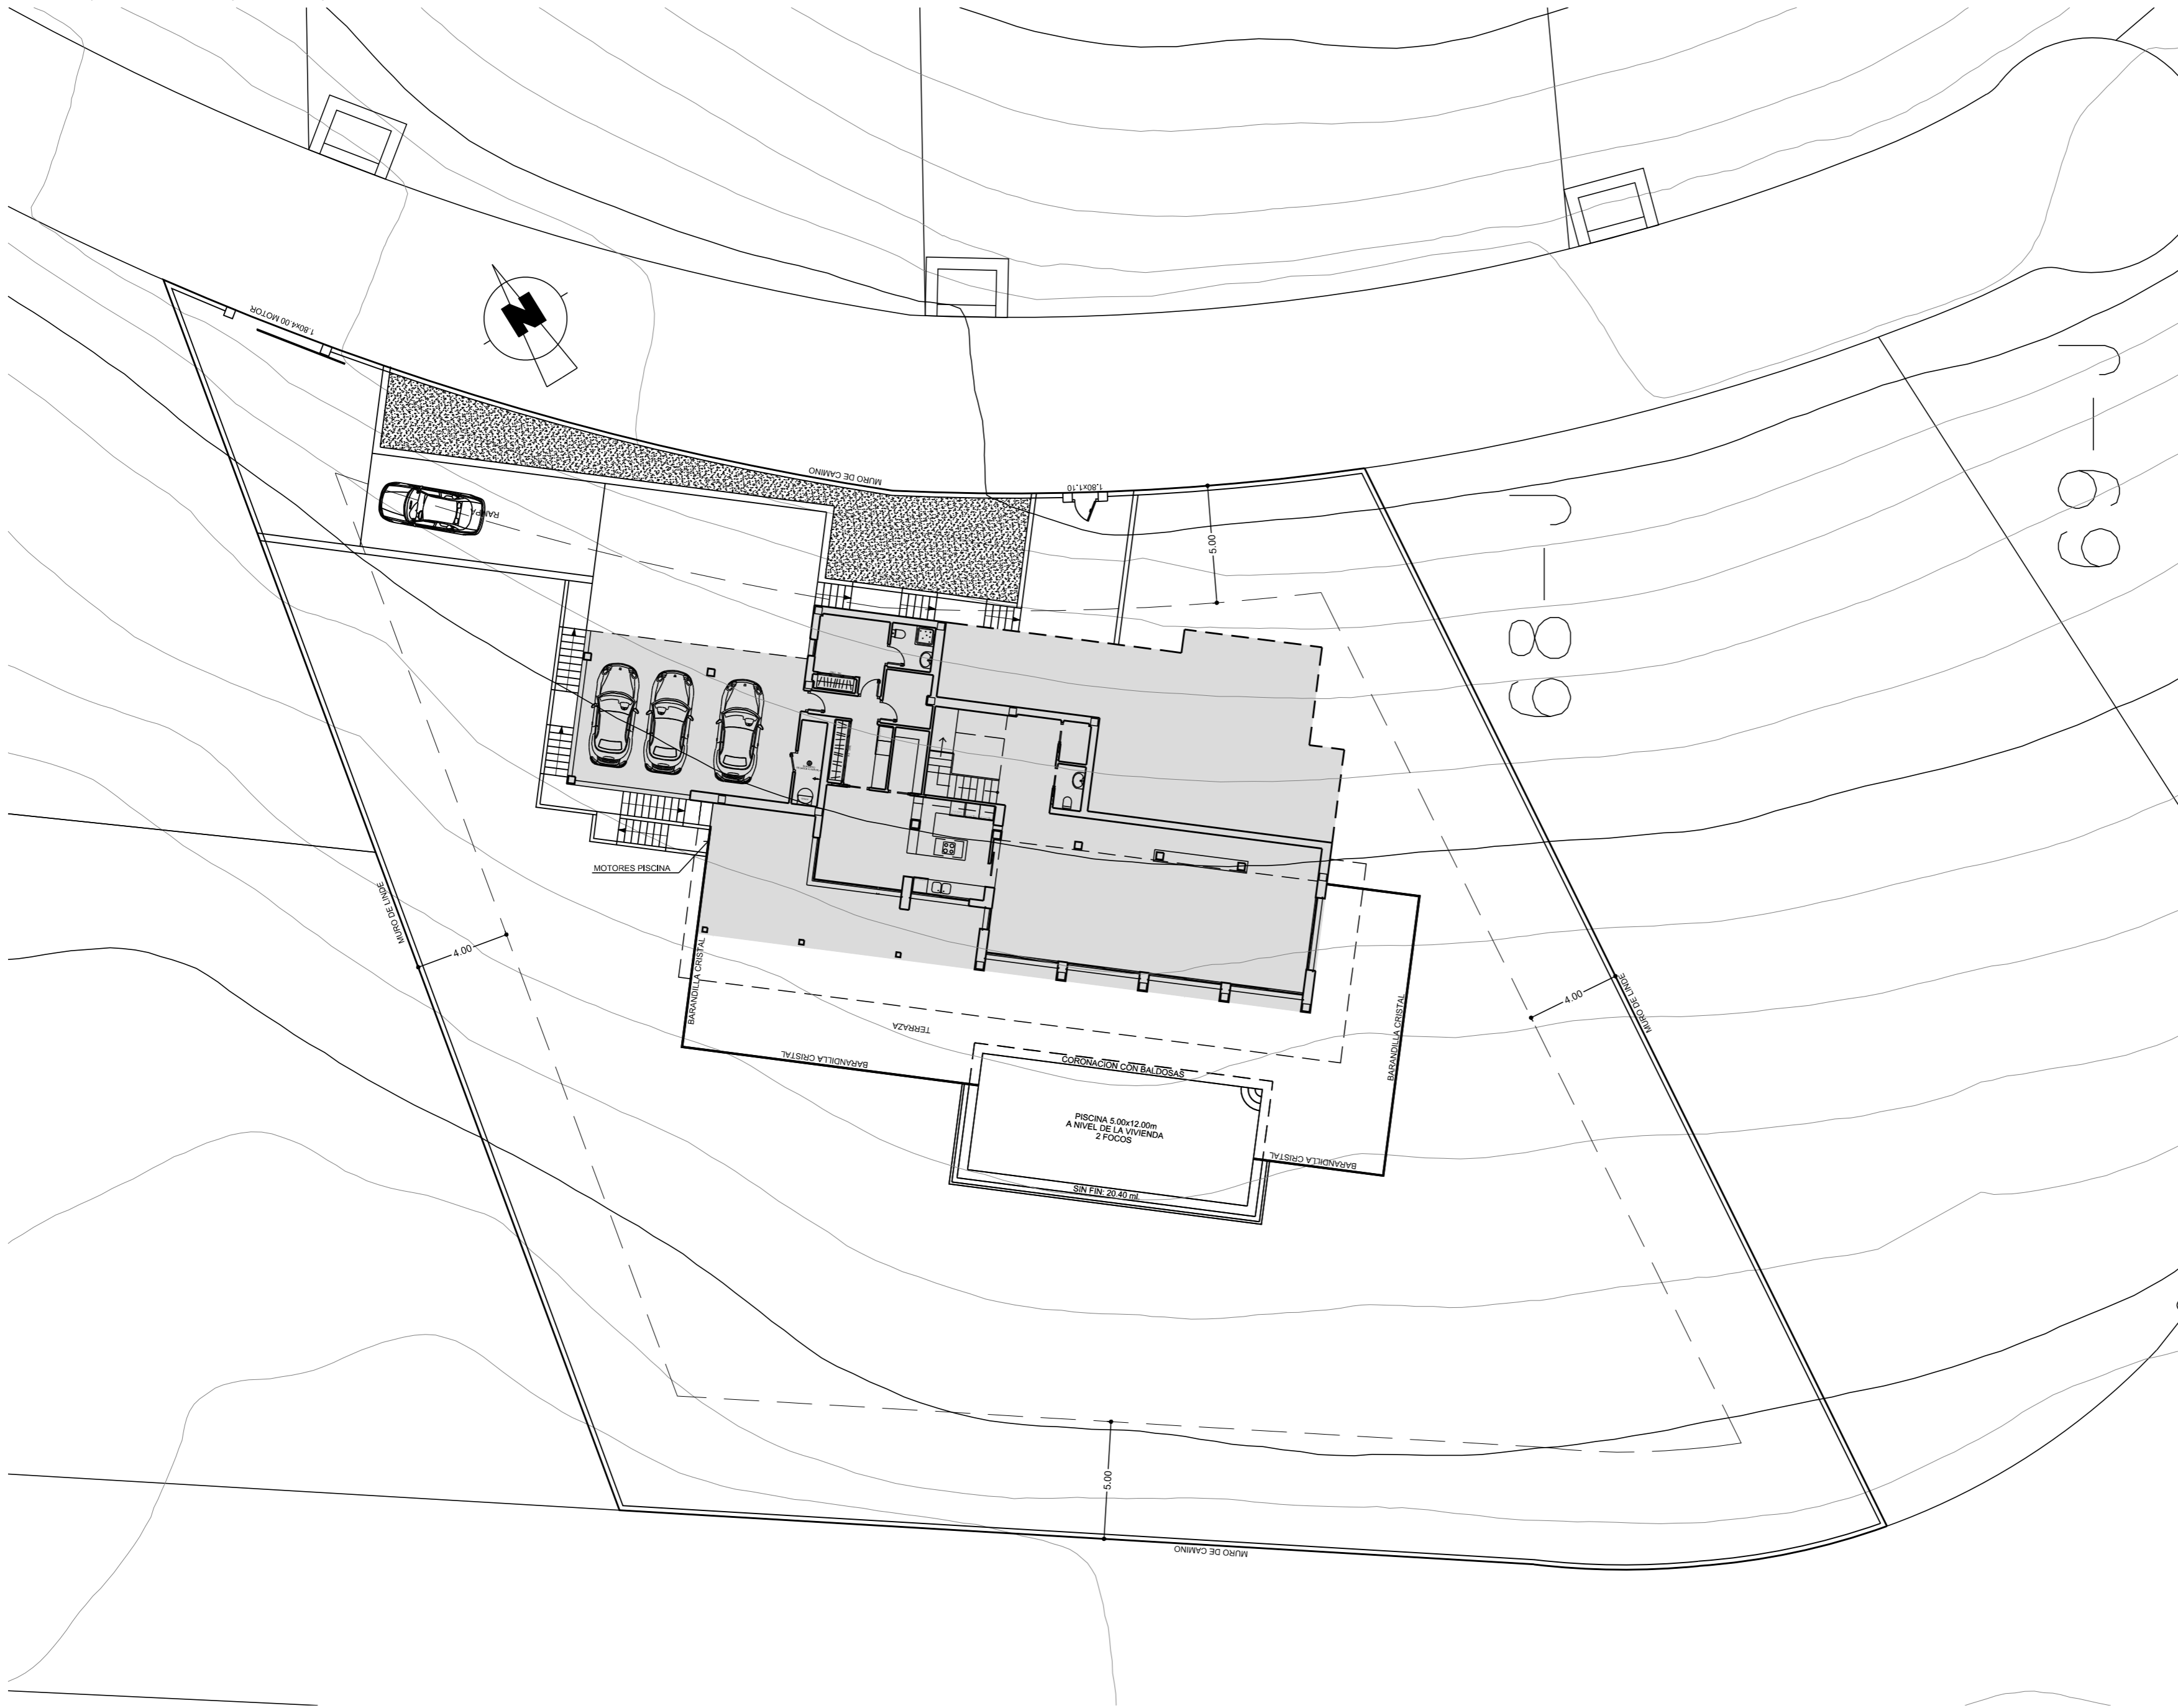 N
1.80x4.00 MOTOR
MURO DE CAMINO
1.80x1.10
RAMPA
5.00
J-86
J-99
MOTORES PISCINA
MURO DE LINDE
4.00
BARANDILLA CRISTAL
TERRAZA
BARANDILLA CRISTAL
CORONACION CON BALDOSAS
PISCINA 5.00x12.00m
A NIVEL DE LA VIVIENDA
2 FOCOS
SIN FIN: 20.40 ml.
BARANDILLA CRISTAL
BARANDILLA CRISTAL
4.00
MURO DE LINDE
5.00
MURO DE CAMINO